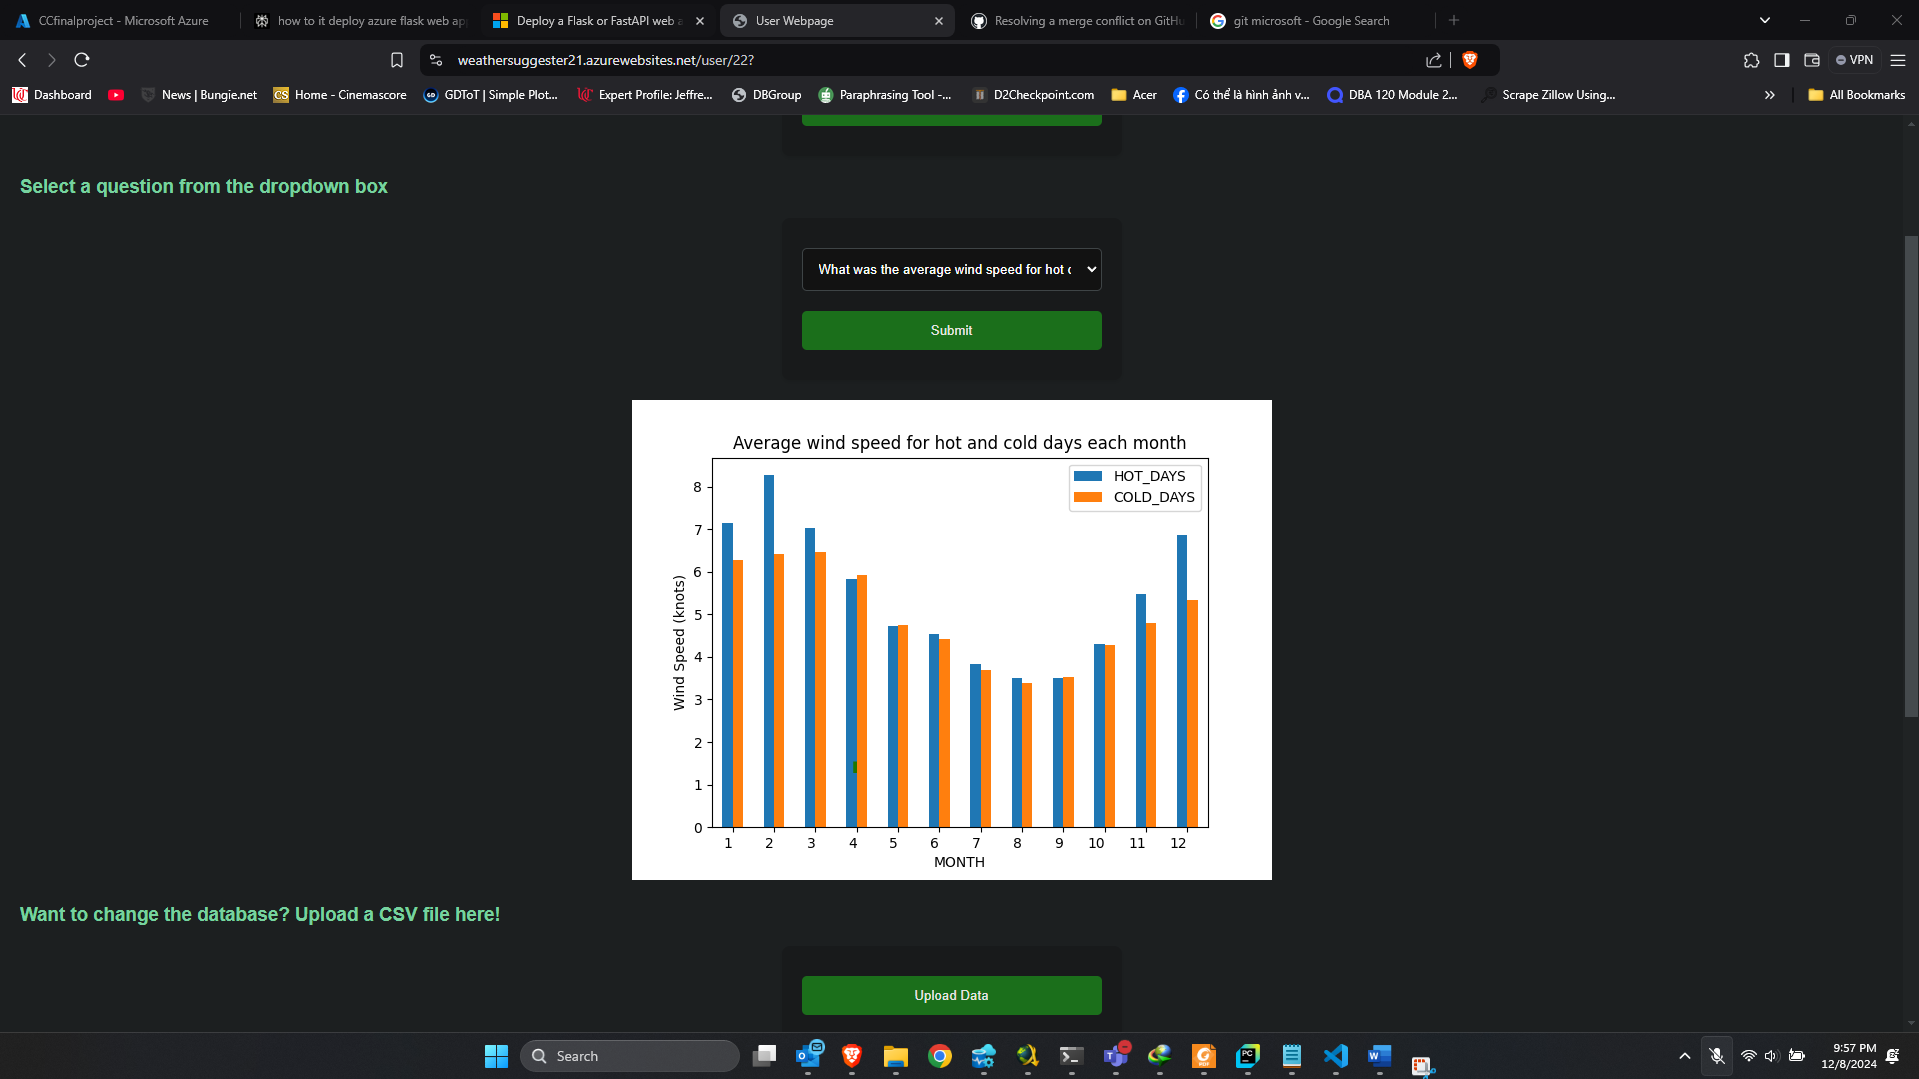 CCfinalproject - Microsoft Azure
how to it deploy azure flask web ap
Deploy a Flask or FastAPI web a
User Webpage
Resolving a merge conflict on GitHu
git microsoft - Google Search
weathersuggester21.azurewebsites.net/user/22?
VPN
Dashboard
News | Bungie.net
Home - Cinemascore
GDToT | Simple Plot...
Expert Profile: Jeffre...
DBGroup
Paraphrasing Tool -...
D2Checkpoint.com
Acer
Có thể là hình ảnh v...
DBA 120 Module 2...
Scrape Zillow Using...
All Bookmarks
Select a question from the dropdown box
What was the average wind speed for hot d
Submit
Average wind speed for hot and cold days each month
HOT_DAYS
COLD_DAYS
8
7
6
5
4
3
2
1
0
Wind Speed (knots)
1 2 3 4 5 6 7 8 9 10 11 12
MONTH
Want to change the database? Upload a CSV file here!
Upload Data
Search
9:57 PM
12/8/2024